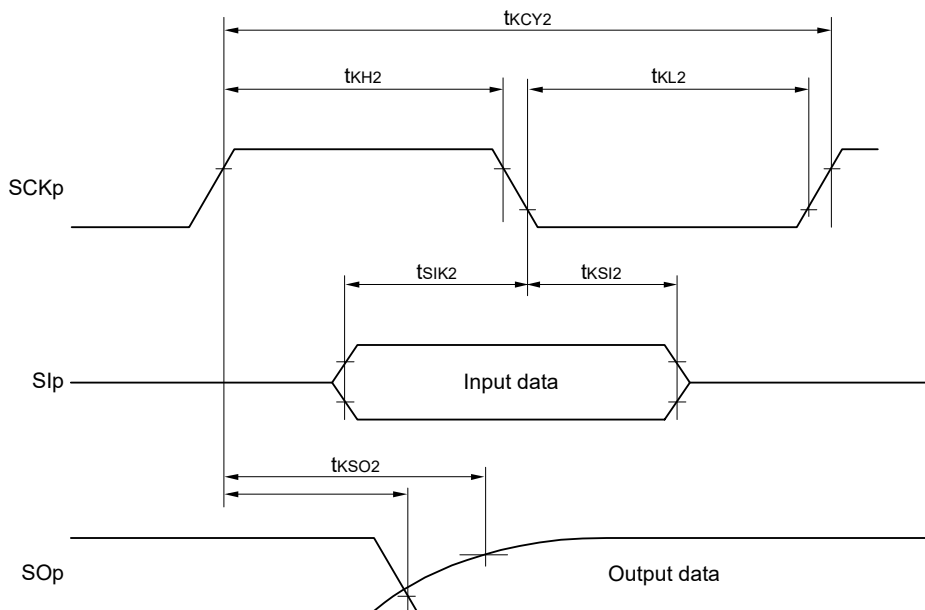 tKCY2
tKH2
tKL2
SCKp
tSIK2
tKSI2
SIp
Input data
tKSO2
SOp
Output data